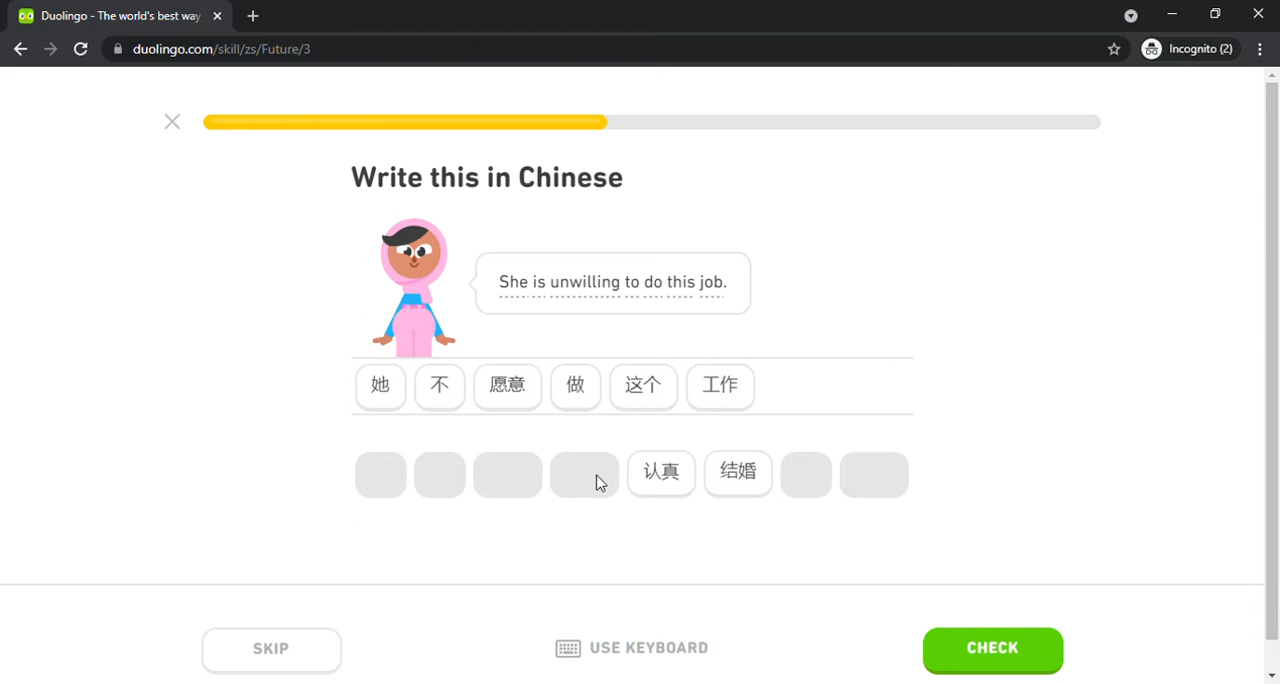 Duolingo - The world's best way
duolingo.com/skill/zs/Future/3
Incognito (2)
Write this in Chinese
She is unwilling to do this job.
她 不 愿意 做 这个 工作
认真 结婚
SKIP
USE KEYBOARD
CHECK